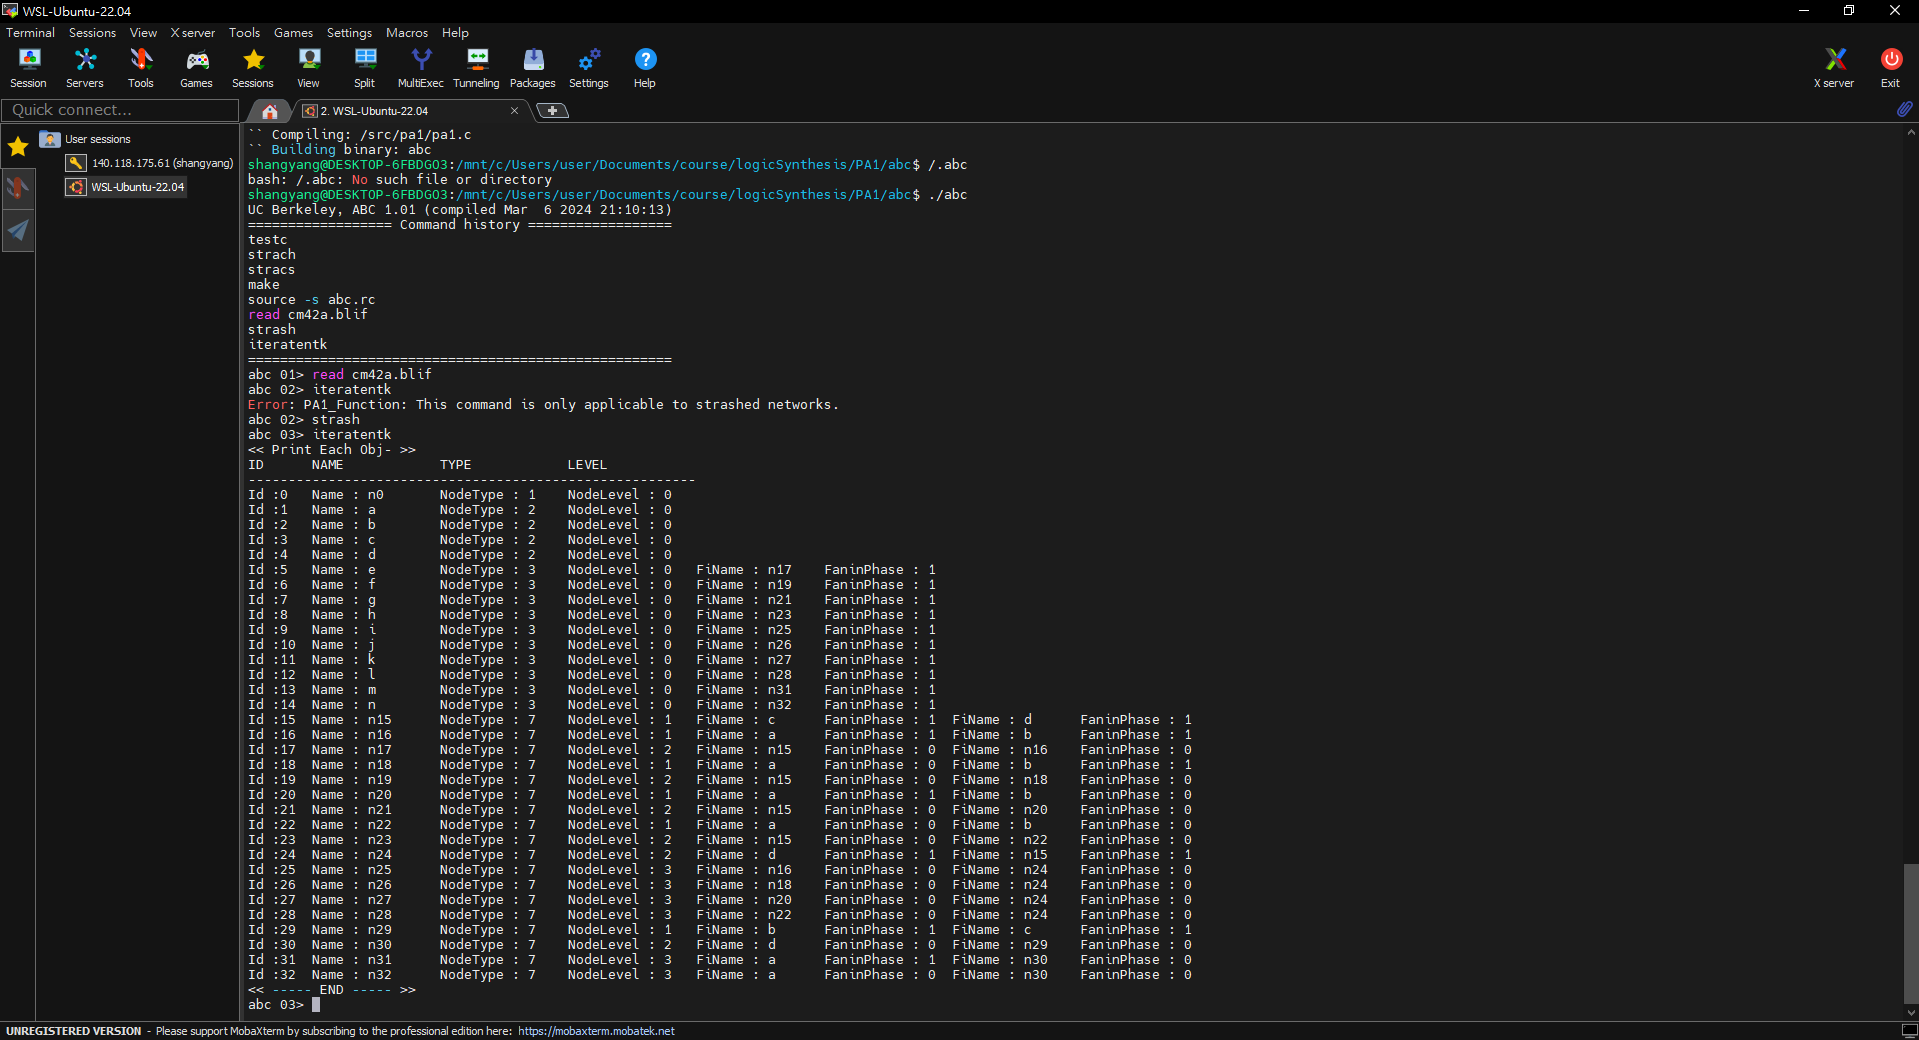 WSL-Ubuntu-22.04
Terminal Sessions View X server Tools Games Settings Macros Help
Session Servers Tools Games Sessions View Split MultiExec Tunneling Packages Settings Help X server Exit
Quick connect...
2. WSL-Ubuntu-22.04
User sessions
140.118.175.61 (shangyang)
WSL-Ubuntu-22.04
`` Compiling: /src/pa1/pa1.c
`` Building binary: abc
shangyang@DESKTOP-6FBDGO3:/mnt/c/Users/user/Documents/course/logicSynthesis/PA1/abc$ /.abc
bash: /.abc: No such file or directory
shangyang@DESKTOP-6FBDGO3:/mnt/c/Users/user/Documents/course/logicSynthesis/PA1/abc$ ./abc
UC Berkeley, ABC 1.01 (compiled Mar  6 2024 21:10:13)
================== Command history ==================
testc
strach
stracs
make
source -s abc.rc
read cm42a.blif
strash
iteratentk
=====================================================
abc 01> read cm42a.blif
abc 02> iteratentk
Error: PA1_Function: This command is only applicable to strashed networks.
abc 02> strash
abc 03> iteratentk
<< Print Each Obj- >>
ID      NAME            TYPE            LEVEL
--------------------------------------------------------
Id :0   Name : n0       NodeType : 1    NodeLevel : 0
Id :1   Name : a        NodeType : 2    NodeLevel : 0
Id :2   Name : b        NodeType : 2    NodeLevel : 0
Id :3   Name : c        NodeType : 2    NodeLevel : 0
Id :4   Name : d        NodeType : 2    NodeLevel : 0
Id :5   Name : e        NodeType : 3    NodeLevel : 0   FiName : n17    FaninPhase : 1
Id :6   Name : f        NodeType : 3    NodeLevel : 0   FiName : n19    FaninPhase : 1
Id :7   Name : g        NodeType : 3    NodeLevel : 0   FiName : n21    FaninPhase : 1
Id :8   Name : h        NodeType : 3    NodeLevel : 0   FiName : n23    FaninPhase : 1
Id :9   Name : i        NodeType : 3    NodeLevel : 0   FiName : n25    FaninPhase : 1
Id :10  Name : j        NodeType : 3    NodeLevel : 0   FiName : n26    FaninPhase : 1
Id :11  Name : k        NodeType : 3    NodeLevel : 0   FiName : n27    FaninPhase : 1
Id :12  Name : l        NodeType : 3    NodeLevel : 0   FiName : n28    FaninPhase : 1
Id :13  Name : m        NodeType : 3    NodeLevel : 0   FiName : n31    FaninPhase : 1
Id :14  Name : n        NodeType : 3    NodeLevel : 0   FiName : n32    FaninPhase : 1
Id :15  Name : n15      NodeType : 7    NodeLevel : 1   FiName : c      FaninPhase : 1  FiName : d      FaninPhase : 1
Id :16  Name : n16      NodeType : 7    NodeLevel : 1   FiName : a      FaninPhase : 1  FiName : b      FaninPhase : 1
Id :17  Name : n17      NodeType : 7    NodeLevel : 2   FiName : n15    FaninPhase : 0  FiName : n16    FaninPhase : 0
Id :18  Name : n18      NodeType : 7    NodeLevel : 1   FiName : a      FaninPhase : 0  FiName : b      FaninPhase : 1
Id :19  Name : n19      NodeType : 7    NodeLevel : 2   FiName : n15    FaninPhase : 0  FiName : n18    FaninPhase : 0
Id :20  Name : n20      NodeType : 7    NodeLevel : 1   FiName : a      FaninPhase : 1  FiName : b      FaninPhase : 0
Id :21  Name : n21      NodeType : 7    NodeLevel : 2   FiName : n15    FaninPhase : 0  FiName : n20    FaninPhase : 0
Id :22  Name : n22      NodeType : 7    NodeLevel : 1   FiName : a      FaninPhase : 0  FiName : b      FaninPhase : 0
Id :23  Name : n23      NodeType : 7    NodeLevel : 2   FiName : n15    FaninPhase : 0  FiName : n22    FaninPhase : 0
Id :24  Name : n24      NodeType : 7    NodeLevel : 2   FiName : d      FaninPhase : 1  FiName : n15    FaninPhase : 1
Id :25  Name : n25      NodeType : 7    NodeLevel : 3   FiName : n16    FaninPhase : 0  FiName : n24    FaninPhase : 0
Id :26  Name : n26      NodeType : 7    NodeLevel : 3   FiName : n18    FaninPhase : 0  FiName : n24    FaninPhase : 0
Id :27  Name : n27      NodeType : 7    NodeLevel : 3   FiName : n20    FaninPhase : 0  FiName : n24    FaninPhase : 0
Id :28  Name : n28      NodeType : 7    NodeLevel : 3   FiName : n22    FaninPhase : 0  FiName : n24    FaninPhase : 0
Id :29  Name : n29      NodeType : 7    NodeLevel : 1   FiName : b      FaninPhase : 1  FiName : c      FaninPhase : 1
Id :30  Name : n30      NodeType : 7    NodeLevel : 2   FiName : d      FaninPhase : 0  FiName : n29    FaninPhase : 0
Id :31  Name : n31      NodeType : 7    NodeLevel : 3   FiName : a      FaninPhase : 1  FiName : n30    FaninPhase : 0
Id :32  Name : n32      NodeType : 7    NodeLevel : 3   FiName : a      FaninPhase : 0  FiName : n30    FaninPhase : 0
<< ----- END ----- >>
abc 03>
UNREGISTERED VERSION - Please support MobaXterm by subscribing to the professional edition here: https://mobaxterm.mobatek.net